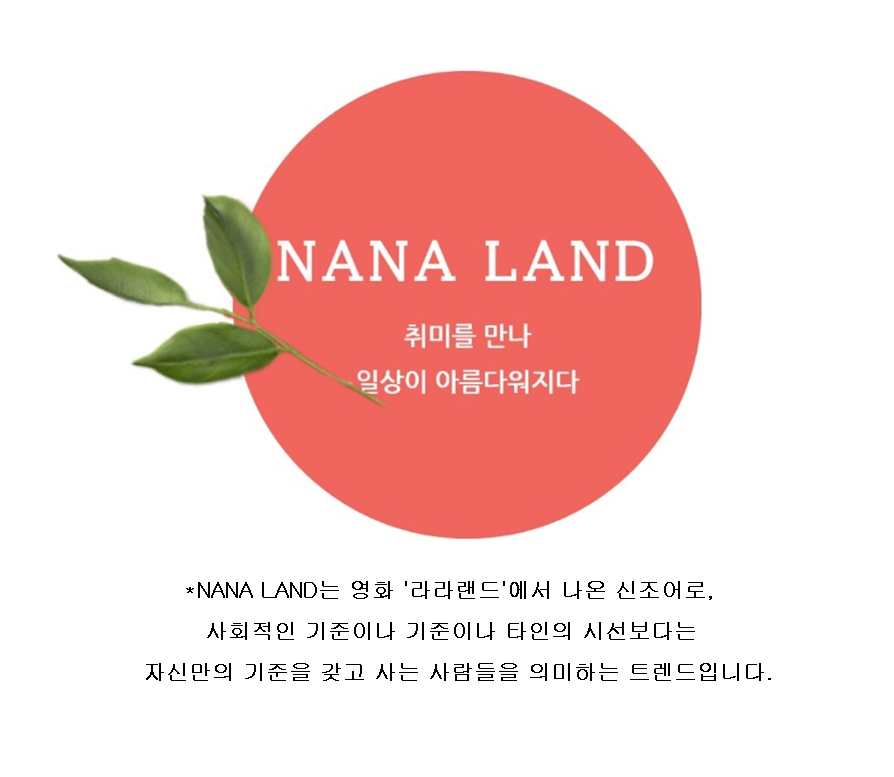 NANA LAND
취미를 만나
일상이 아름다워지다
*NANA LAND는 영화 '라라랜드'에서 나온 신조어로,
사회적인 기준이나 기준이나 타인의 시선보다는
자신만의 기준을 갖고 사는 사람들을 의미하는 트렌드입니다.